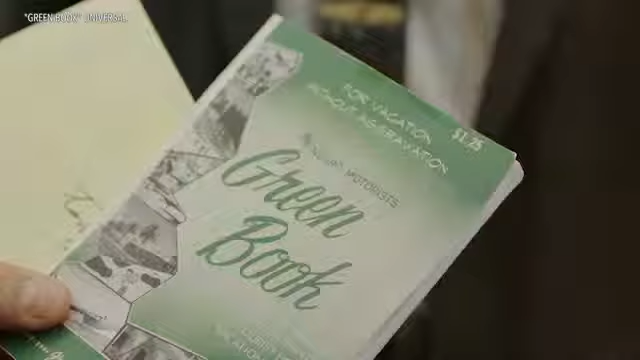 "GREEN BOOK" UNIVERSAL
FOR VACATION
WITHOUT AGGRAVATION
$1.25
MOTORISTS
Green
Book